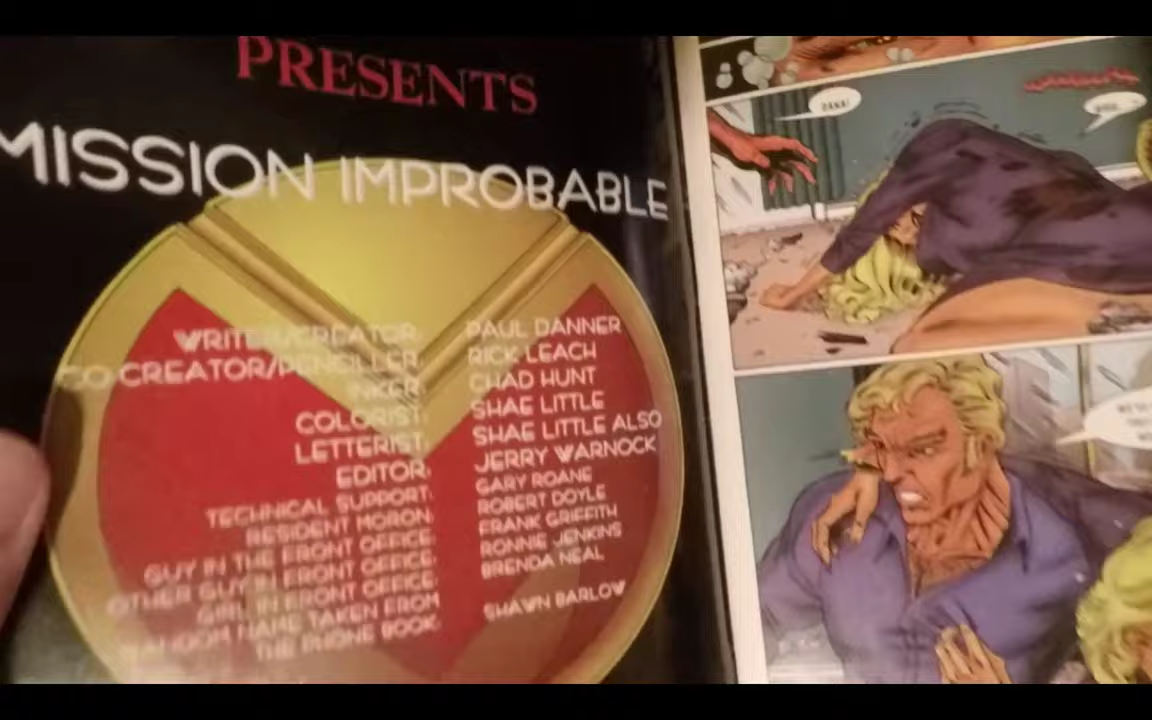 PRESENTS
MISSION IMPROBABLE
WRITER/CREATOR: PAUL DANNER
CO-CREATOR/PENCILLER: RICK LEACH
INKER: CHAD HUNT
COLORIST: SHAE LITTLE
LETTERIST: SHAE LITTLE ALSO
EDITOR: JERRY WARNOCK
TECHNICAL SUPPORT: GARY ROANE
RESIDENT MORON: ROBERT DOYLE
GUY IN THE FRONT OFFICE: FRANK GRIFFITH
OTHER GUY IN FRONT OFFICE: RONNIE JENKINS
GIRL IN FRONT OFFICE: BRENDA NEAL
RANDOM NAME TAKEN FROM
THE PHONE BOOK: SHAWN BARLOW
DANA!